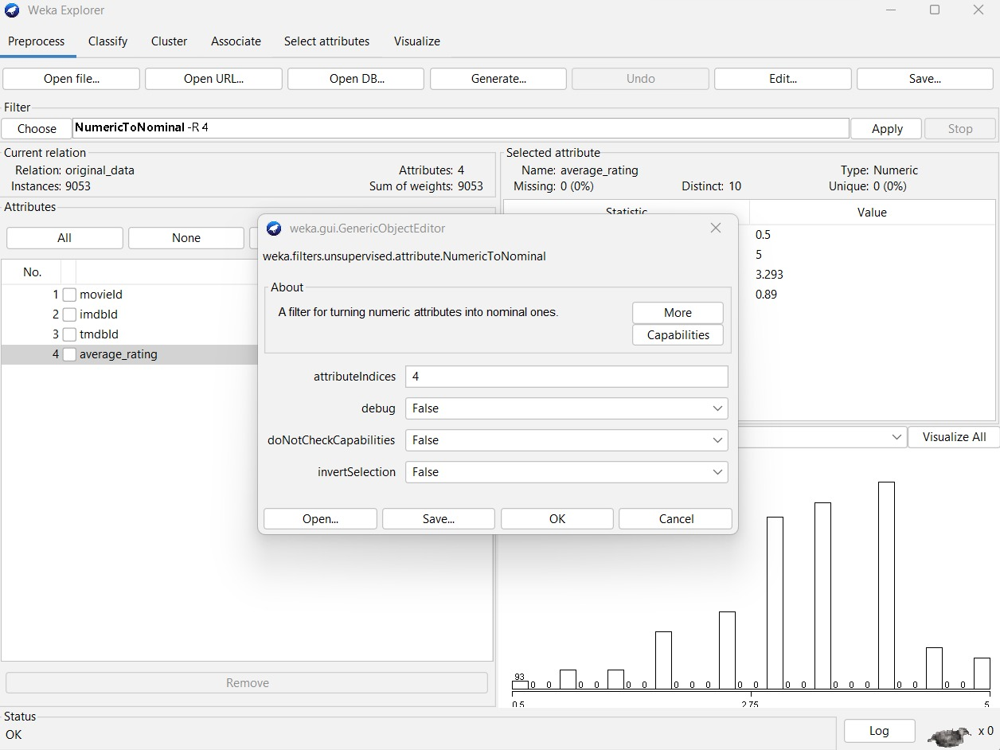 Weka Explorer
Preprocess Classify Cluster Associate Select attributes Visualize
Open file... Open URL... Open DB... Generate... Undo Edit... Save...
Filter
Choose NumericToNominal -R 4 Apply Stop
Current relation
Relation: original_data Attributes: 4
Instances: 9053 Sum of weights: 9053
Selected attribute
Name: average_rating Type: Numeric
Missing: 0 (0%) Distinct: 10 Unique: 0 (0%)
Attributes
All None
No.
1 movieId
2 imdbId
3 tmdbId
4 average_rating
Remove
Statistic Value
0.5
5
3.293
0.89
weka.gui.GenericObjectEditor
weka.filters.unsupervised.attribute.NumericToNominal
About
A filter for turning numeric attributes into nominal ones.
More
Capabilities
attributeIndices 4
debug False
doNotCheckCapabilities False
invertSelection False
Open... Save... OK Cancel
Visualize All
93 0 0 0 0 0 0 0 0 0 0 0 0 0 0 0 0 0 0 0 0
0.5 2.75 5
Status
OK
Log x 0